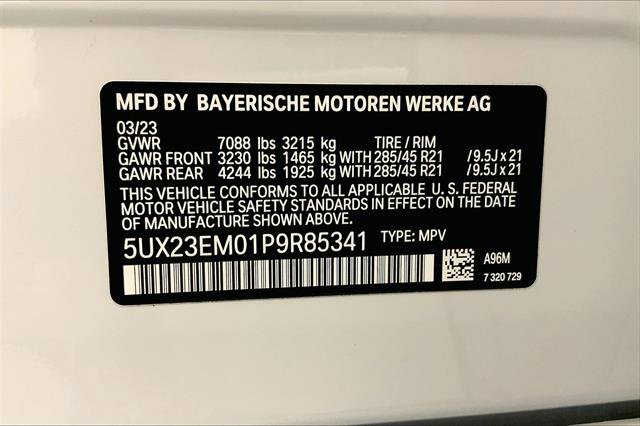 MFD BY BAYERISCHE MOTOREN WERKE AG
03/23
GVWR 7088 lbs 3215 kg TIRE / RIM
GAWR FRONT 3230 lbs 1465 kg WITH 285/45 R21 / 9.5J x 21
GAWR REAR 4244 lbs 1925 kg WITH 285/45 R21 / 9.5J x 21
THIS VEHICLE CONFORMS TO ALL APPLICABLE U. S. FEDERAL
MOTOR VEHICLE SAFETY STANDARDS IN EFFECT ON THE DATE
OF MANUFACTURE SHOWN ABOVE.
5UX23EM01P9R85341 TYPE: MPV
A96M
7 320 729